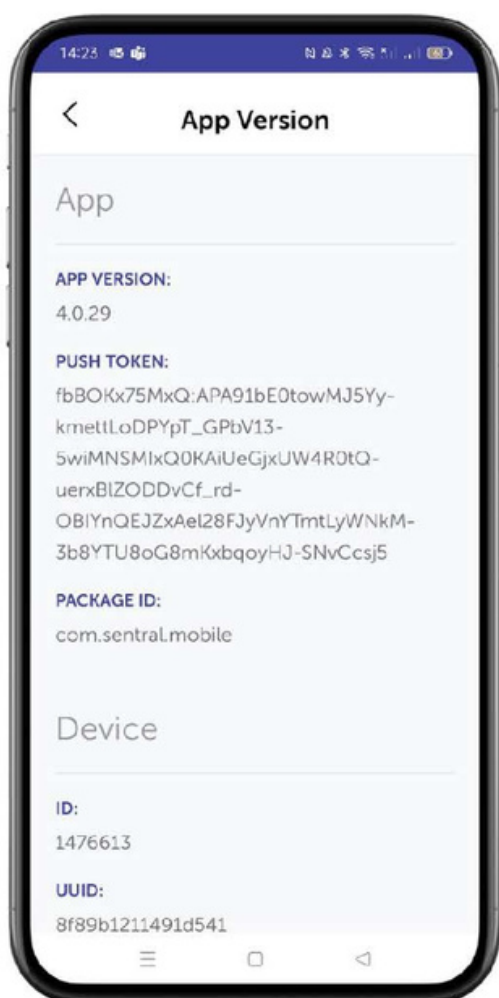 14:23
App Version
App
APP VERSION:
4.0.29
PUSH TOKEN:
fbBOKx75MxQ:APA91bE0towMJ5Yy-
kmettLoDPYpT_GPbV13-
5wiMNSMIxQ0KAiUeGjxUW4R0tQ-
uerxBlZODDvCf_rd-
OBIYnQEJZxAel28FJyVnYTmtLyWNkM-
3b8YTU8oG8mKxbqoyHJ-SNvCcsj5
PACKAGE ID:
com.sentral.mobile
Device
ID:
1476613
UUID:
8f89b1211491d541